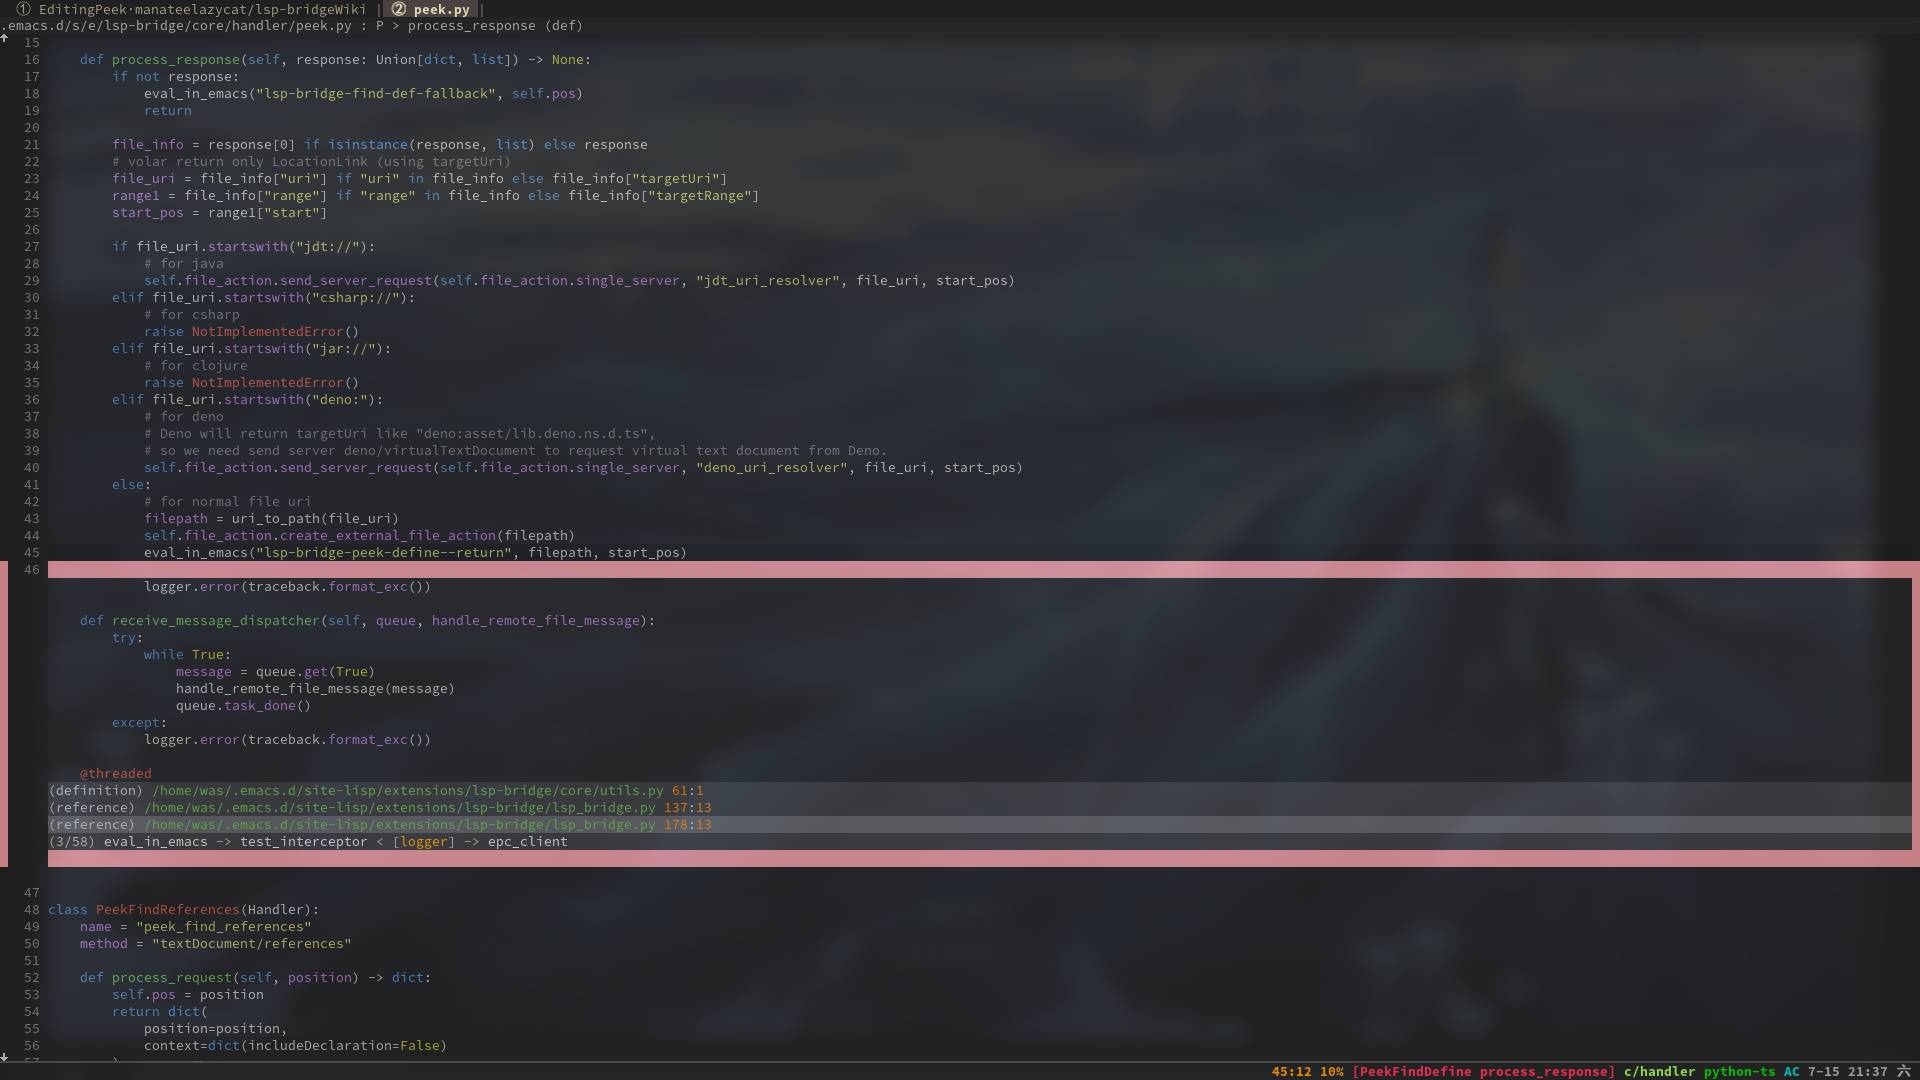 ① EditingPeek·manateelazycat/lsp-bridgeWiki | ② peek.py |
.emacs.d/s/e/lsp-bridge/core/handler/peek.py : P > process_response (def)
15
16     def process_response(self, response: Union[dict, list]) -> None:
17         if not response:
18             eval_in_emacs("lsp-bridge-find-def-fallback", self.pos)
19             return
20
21         file_info = response[0] if isinstance(response, list) else response
22         # volar return only LocationLink (using targetUri)
23         file_uri = file_info["uri"] if "uri" in file_info else file_info["targetUri"]
24         range1 = file_info["range"] if "range" in file_info else file_info["targetRange"]
25         start_pos = range1["start"]
26
27         if file_uri.startswith("jdt://"):
28             # for java
29             self.file_action.send_server_request(self.file_action.single_server, "jdt_uri_resolver", file_uri, start_pos)
30         elif file_uri.startswith("csharp://"):
31             # for csharp
32             raise NotImplementedError()
33         elif file_uri.startswith("jar://"):
34             # for clojure
35             raise NotImplementedError()
36         elif file_uri.startswith("deno:"):
37             # for deno
38             # Deno will return targetUri like "deno:asset/lib.deno.ns.d.ts",
39             # so we need send server deno/virtualTextDocument to request virtual text document from Deno.
40             self.file_action.send_server_request(self.file_action.single_server, "deno_uri_resolver", file_uri, start_pos)
41         else:
42             # for normal file uri
43             filepath = uri_to_path(file_uri)
44             self.file_action.create_external_file_action(filepath)
45             eval_in_emacs("lsp-bridge-peek-define--return", filepath, start_pos)
46
            logger.error(traceback.format_exc())
    def receive_message_dispatcher(self, queue, handle_remote_file_message):
        try:
            while True:
                message = queue.get(True)
                handle_remote_file_message(message)
                queue.task_done()
        except:
            logger.error(traceback.format_exc())
    @threaded
(definition) /home/was/.emacs.d/site-lisp/extensions/lsp-bridge/core/utils.py 61:1
(reference) /home/was/.emacs.d/site-lisp/extensions/lsp-bridge/lsp_bridge.py 137:13
(reference) /home/was/.emacs.d/site-lisp/extensions/lsp-bridge/lsp_bridge.py 178:13
(3/58) eval_in_emacs -> test_interceptor < [logger] -> epc_client
47
48 class PeekFindReferences(Handler):
49     name = "peek_find_references"
50     method = "textDocument/references"
51
52     def process_request(self, position) -> dict:
53         self.pos = position
54         return dict(
55             position=position,
56             context=dict(includeDeclaration=False)
57         )
45:12 10% [PeekFindDefine process_response] c/handler python-ts AC 7-15 21:37 六